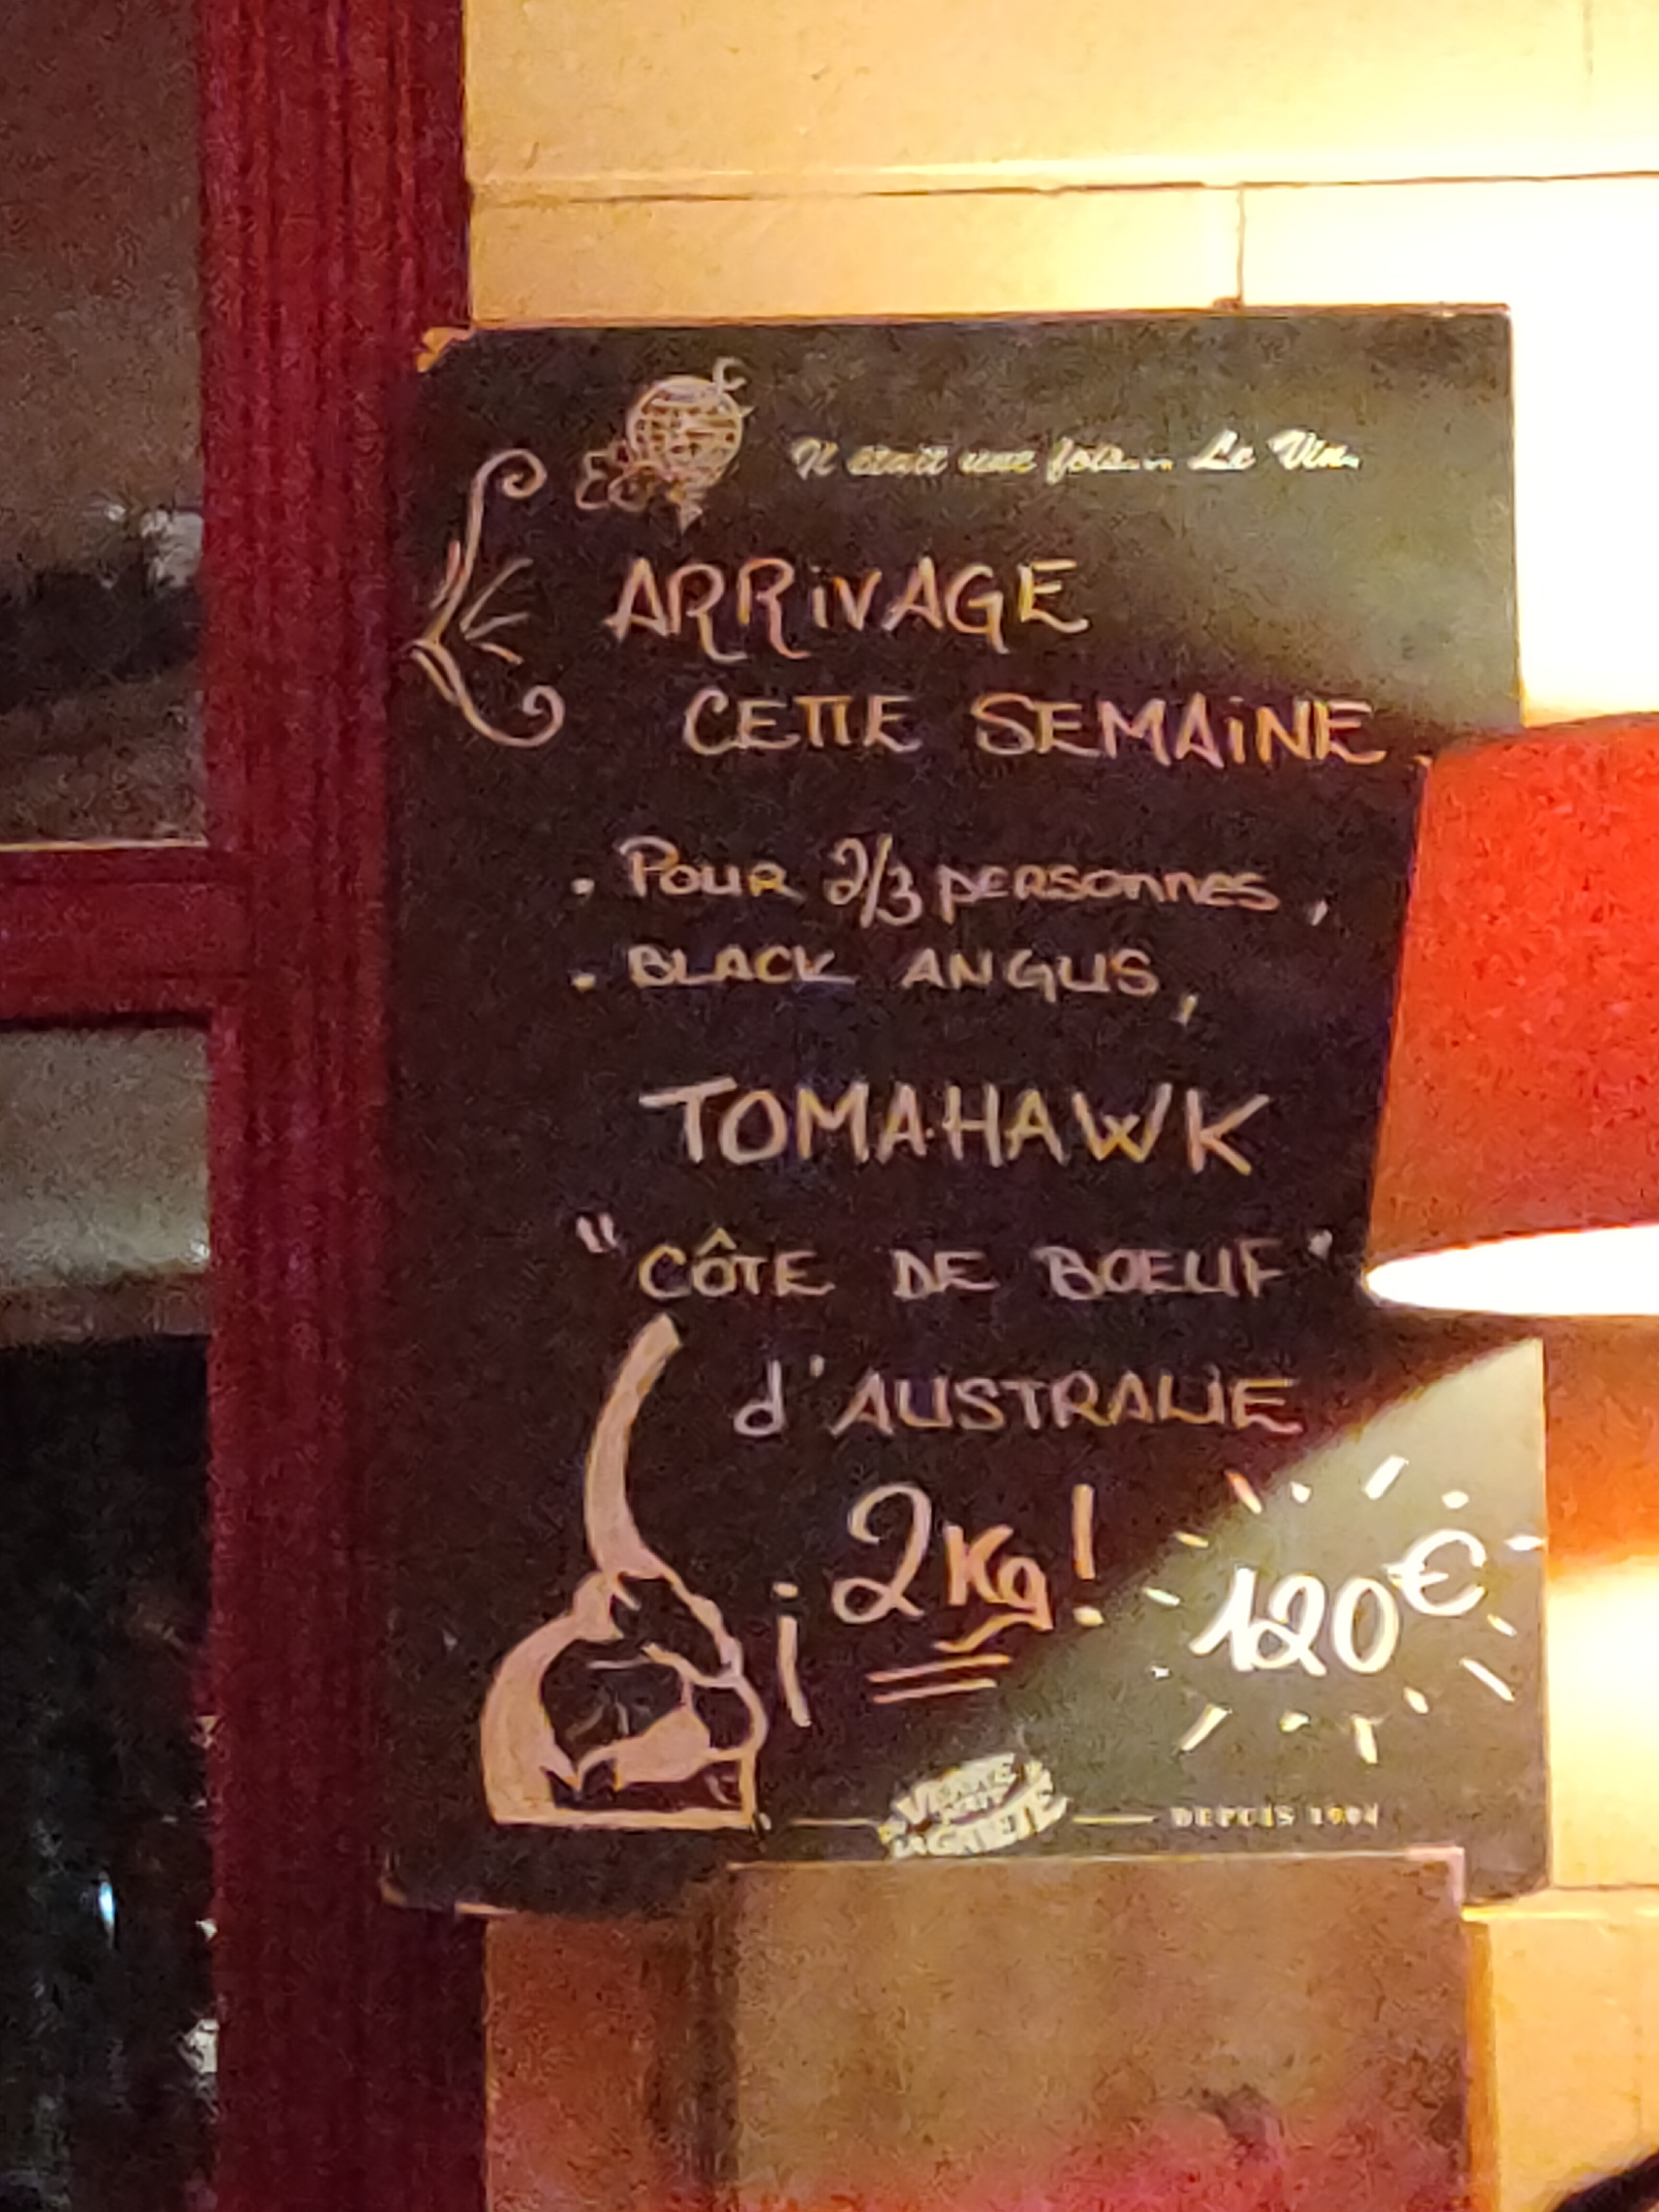 Il était une fois... Le Vin.
ARRiVAGE
CETTE SEMAiNE
• Pour 2/3 personnes,
• BLACK ANGUS,
TOMAHAWK
"CÔTE DE BOEUF"
d'AUSTRALIE
¡ 2Kg! 120€
DEPUIS